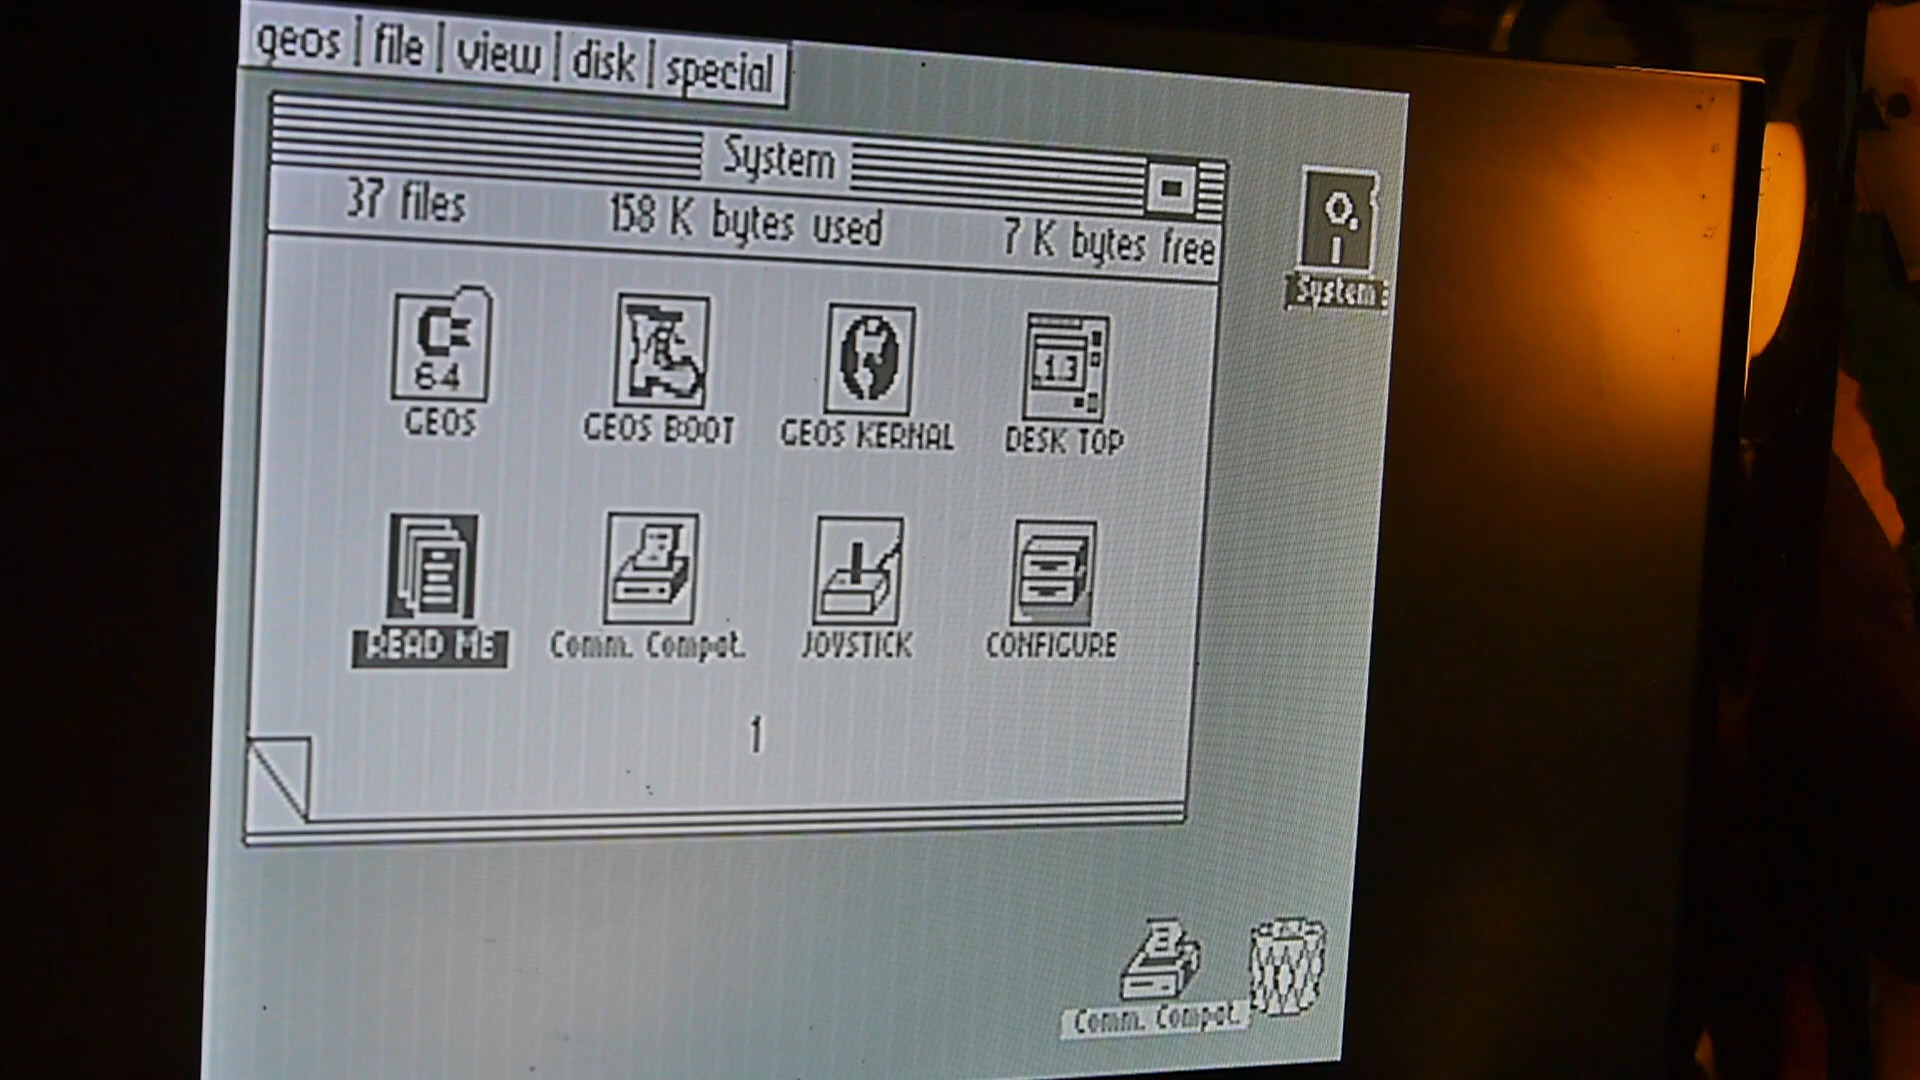 geos | file | view | disk | special
System
37 files 158 K bytes used 7 K bytes free
C= 64
1.3
GEOS GEOS BOOT GEOS KERNAL DESK TOP
READ ME Comm. Compat. JOYSTICK CONFIGURE
1
System
Comm. Compat.